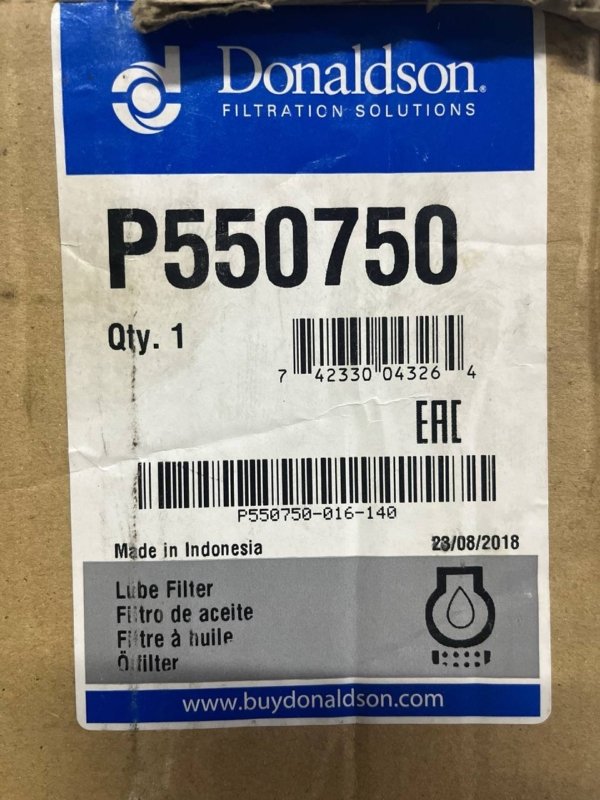 Donaldson®
FILTRATION SOLUTIONS
P550750
Qty. 1
7 42330 04326 4
EAC
P550750-016-140
Made in Indonesia
23/08/2018
Lube Filter
Filtro de aceite
Filtre à huile
Ölfilter
www.buydonaldson.com